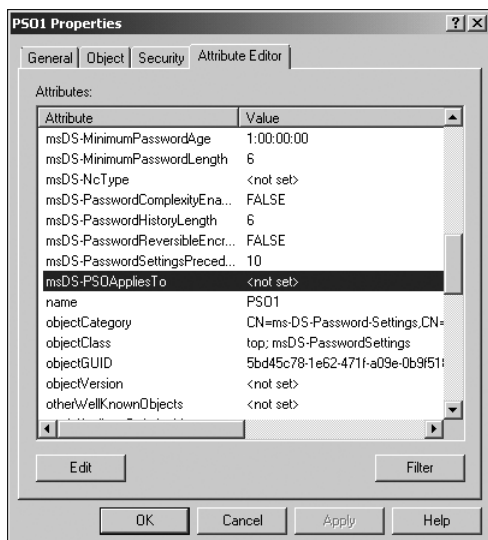 PSO1 Properties
General Object Security Attribute Editor
Attributes:
Attribute Value
msDS-MinimumPasswordAge 1:00:00:00
msDS-MinimumPasswordLength 6
msDS-NcType <not set>
msDS-PasswordComplexityEna... FALSE
msDS-PasswordHistoryLength 6
msDS-PasswordReversibleEncr... FALSE
msDS-PasswordSettingsPreced... 10
msDS-PSOAppliesTo <not set>
name PSO1
objectCategory CN=ms-DS-Password-Settings,CN=
objectClass top; msDS-PasswordSettings
objectGUID 5bd45c78-1e62-471f-a09e-0b9f51
objectVersion <not set>
otherWellKnownObjects <not set>
Edit Filter
OK Cancel Apply Help